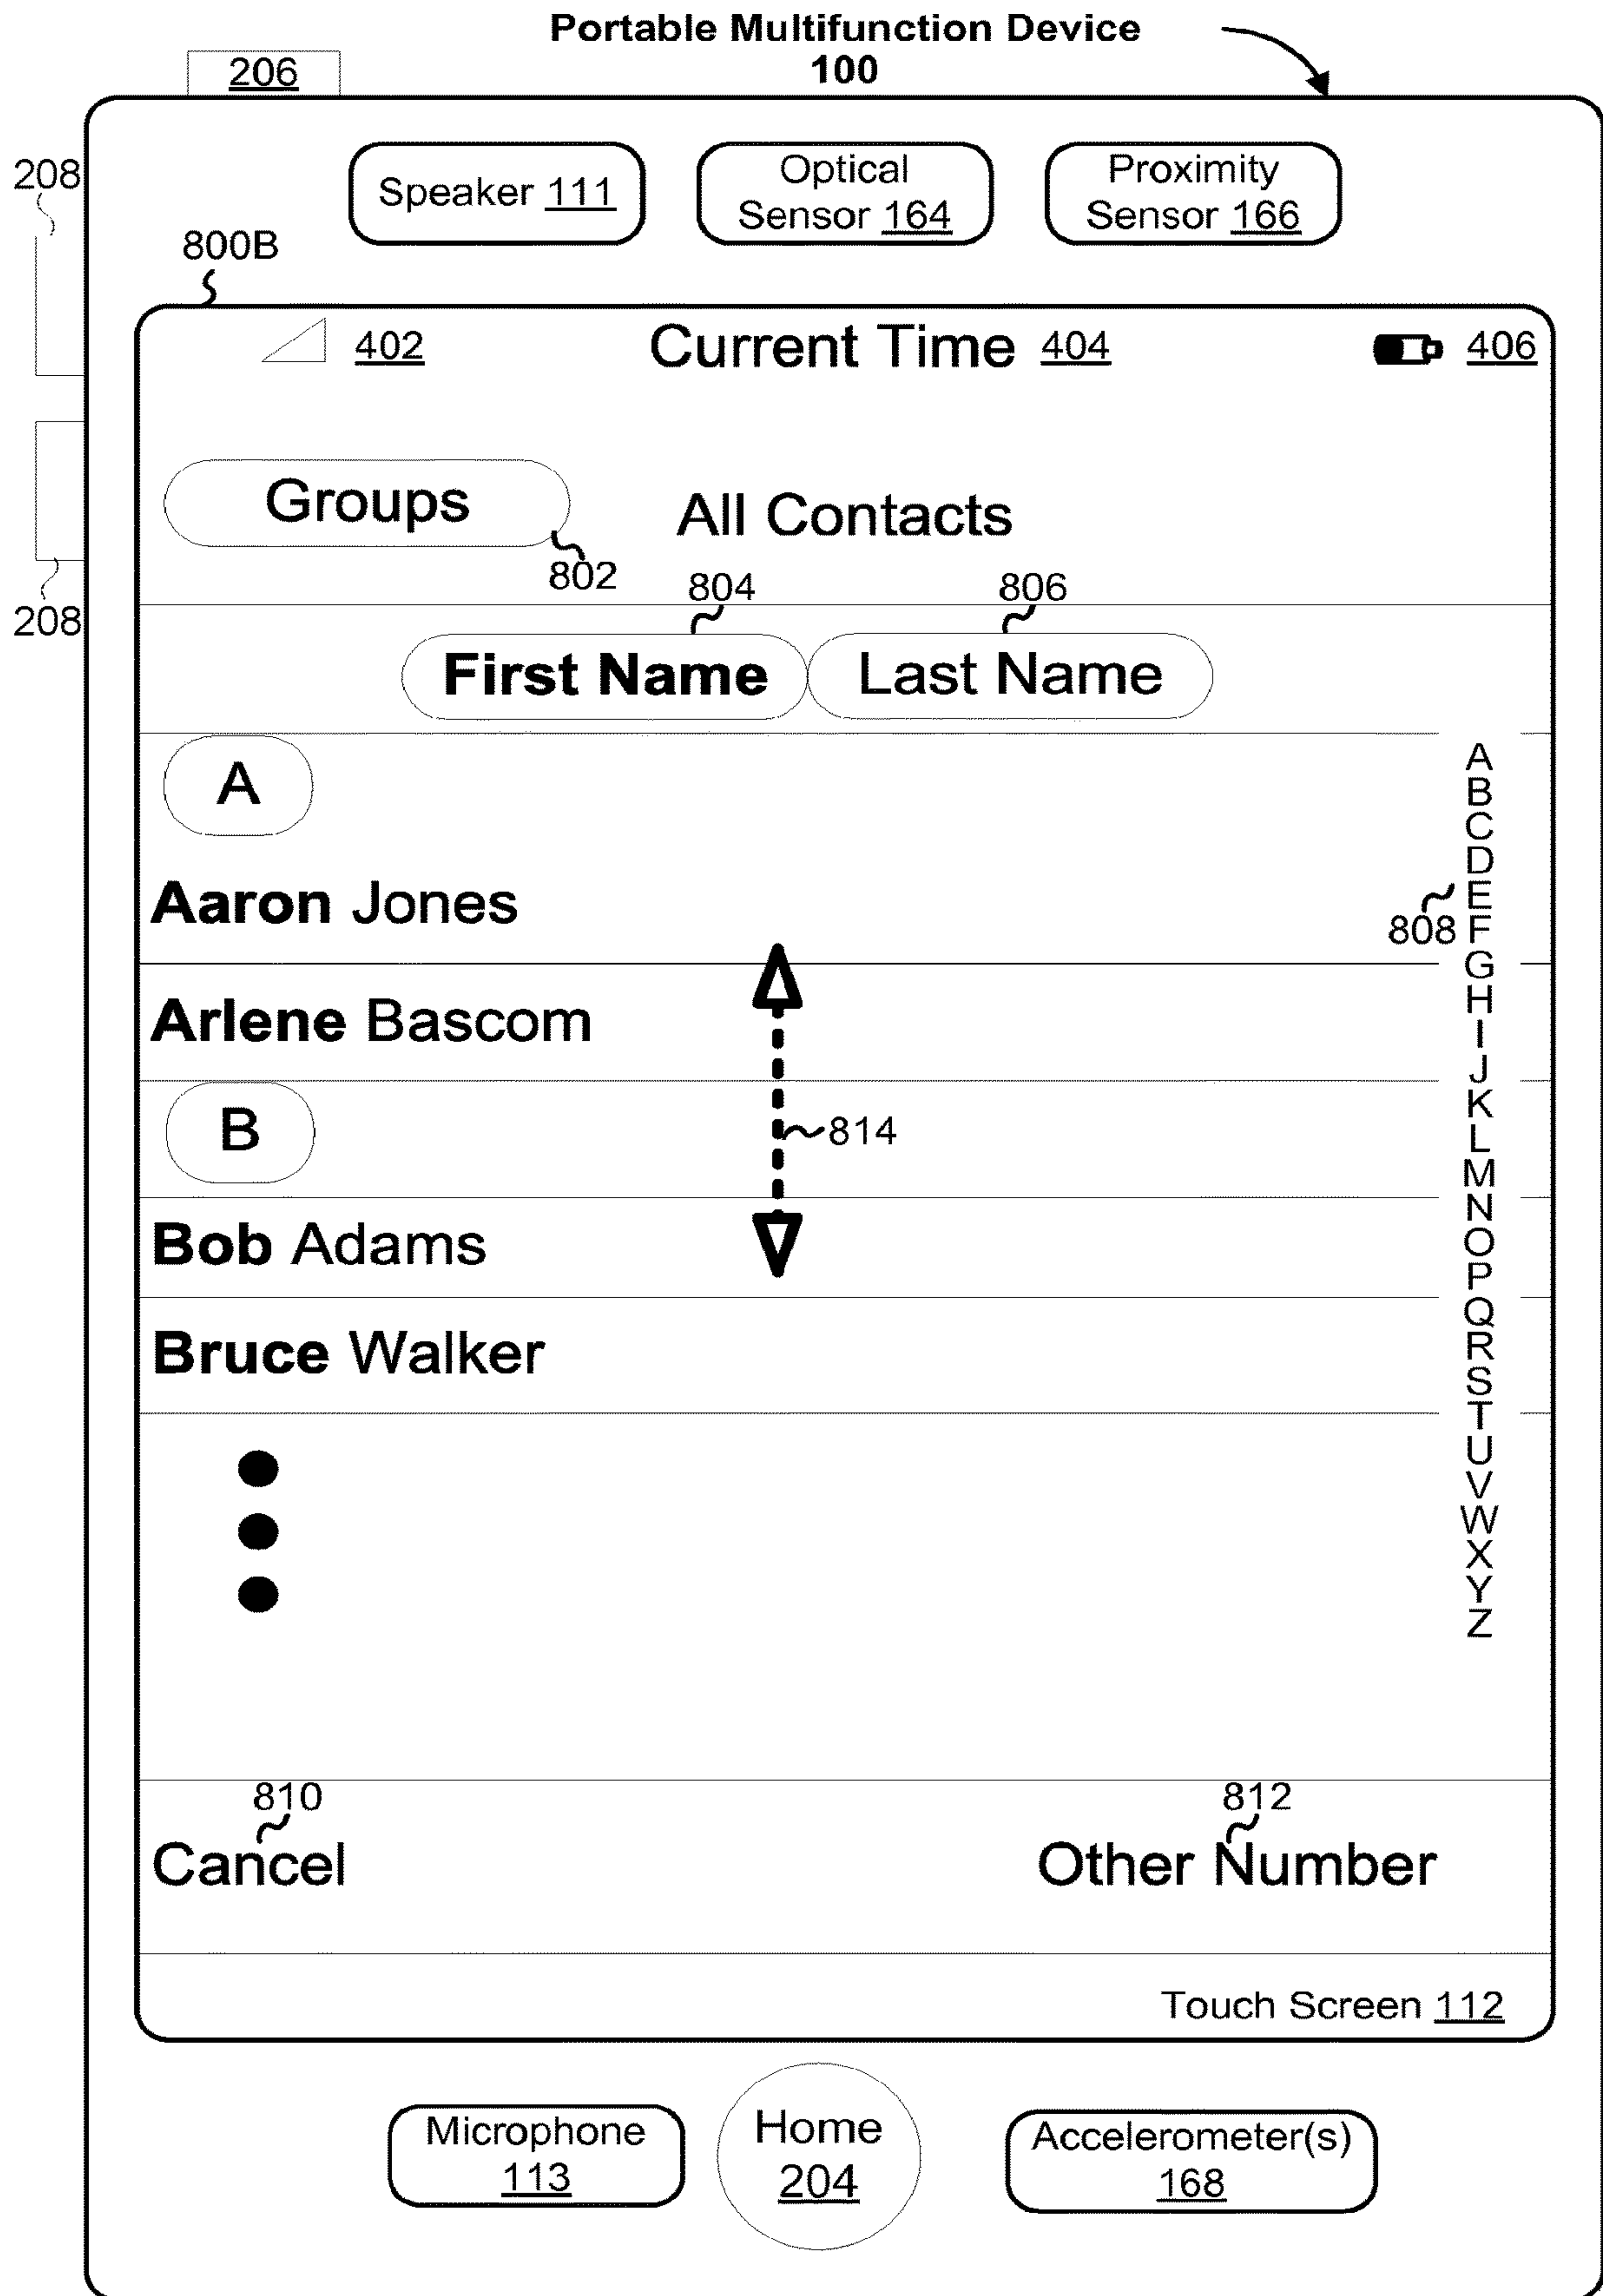 Portable Multifunction Device
100
206
208
Speaker 111
Optical
Sensor 164
Proximity
Sensor 166
800B
402
Current Time 404
406
Groups
802
All Contacts
208
804
806
First Name
Last Name
A
Aaron Jones
Arlene Bascom
B
814
Bob Adams
Bruce Walker
808
A
B
C
D
E
F
G
H
I
J
K
L
M
N
O
P
Q
R
S
T
U
V
W
X
Y
Z
810
Cancel
812
Other Number
Touch Screen 112
Microphone
113
Home
204
Accelerometer(s)
168